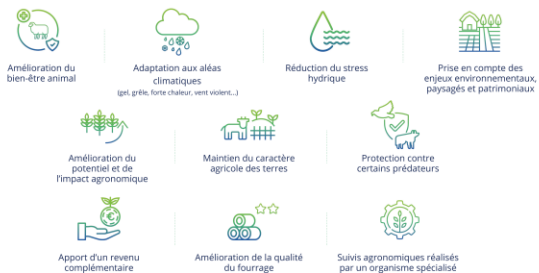 Amélioration du
bien-être animal
Adaptation aux aléas
climatiques
(gel, grêle, forte chaleur, vent violent...)
Réduction du stress
hydrique
Prise en compte des
enjeux environnementaux,
paysagés et patrimoniaux
Amélioration du
potentiel et de
l'impact agronomique
Maintien du caractère
agricole des terres
Protection contre
certains prédateurs
Apport d'un revenu
complémentaire
Amélioration de la qualité
du fourrage
Suivis agronomiques réalisés
par un organisme spécialisé